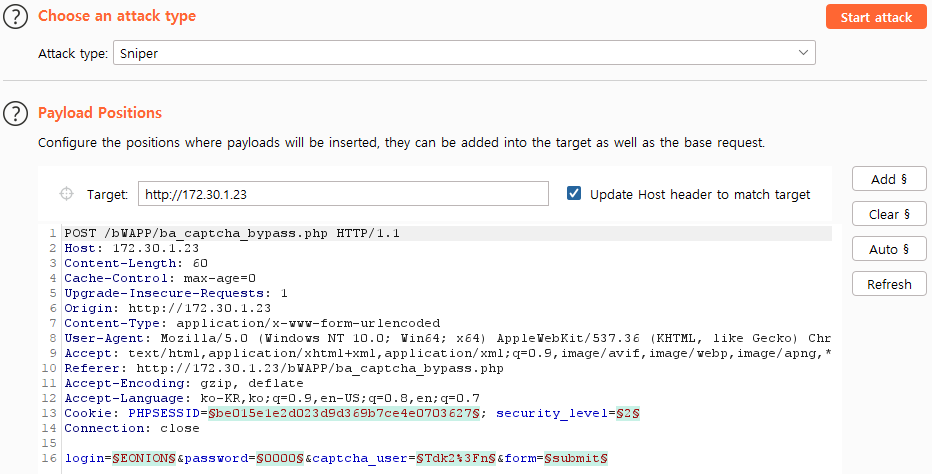 Choose an attack type
Start attack
Attack type: Sniper
Payload Positions
Configure the positions where payloads will be inserted, they can be added into the target as well as the base request.
Target: http://172.30.1.23
Update Host header to match target
Add §
Clear §
Auto §
Refresh
1 POST /bWAPP/ba_captcha_bypass.php HTTP/1.1
2 Host: 172.30.1.23
3 Content-Length: 60
4 Cache-Control: max-age=0
5 Upgrade-Insecure-Requests: 1
6 Origin: http://172.30.1.23
7 Content-Type: application/x-www-form-urlencoded
8 User-Agent: Mozilla/5.0 (Windows NT 10.0; Win64; x64) AppleWebKit/537.36 (KHTML, like Gecko) Chr
9 Accept: text/html,application/xhtml+xml,application/xml;q=0.9,image/avif,image/webp,image/apng,*
10 Referer: http://172.30.1.23/bWAPP/ba_captcha_bypass.php
11 Accept-Encoding: gzip, deflate
12 Accept-Language: ko-KR,ko;q=0.9,en-US;q=0.8,en;q=0.7
13 Cookie: PHPSESSID=§be015e1e2d023d9d369b7ce4e0703627§; security_level=§2§
14 Connection: close
15
16 login=§EONION§&password=§0000§&captcha_user=§Tdk2%3Fn§&form=§submit§